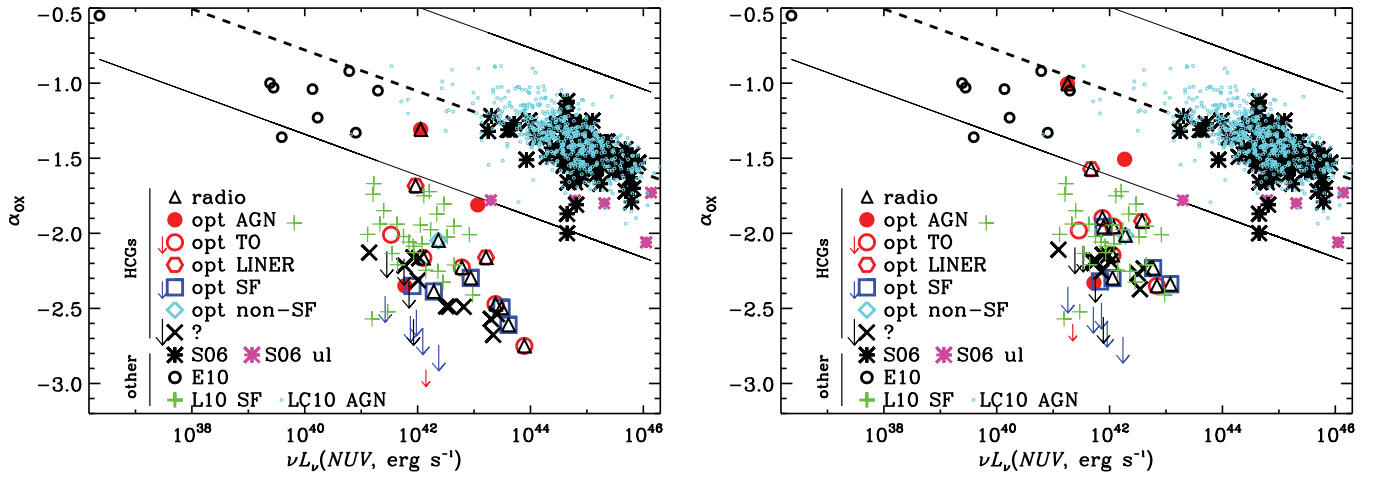 −0.5
−1.0
−1.5
−2.0
−2.5
−3.0
αOX
HCGs
radio
opt AGN
opt TO
opt LINER
opt SF
opt non−SF
?
other
S06 S06 ul
E10
L10 SF LC10 AGN
10^38 10^40 10^42 10^44 10^46
νLν(NUV, erg s⁻¹)
−0.5
−1.0
−1.5
−2.0
−2.5
−3.0
αOX
HCGs
radio
opt AGN
opt TO
opt LINER
opt SF
opt non−SF
?
other
S06 S06 ul
E10
L10 SF LC10 AGN
10^38 10^40 10^42 10^44 10^46
νLν(NUV, erg s⁻¹)